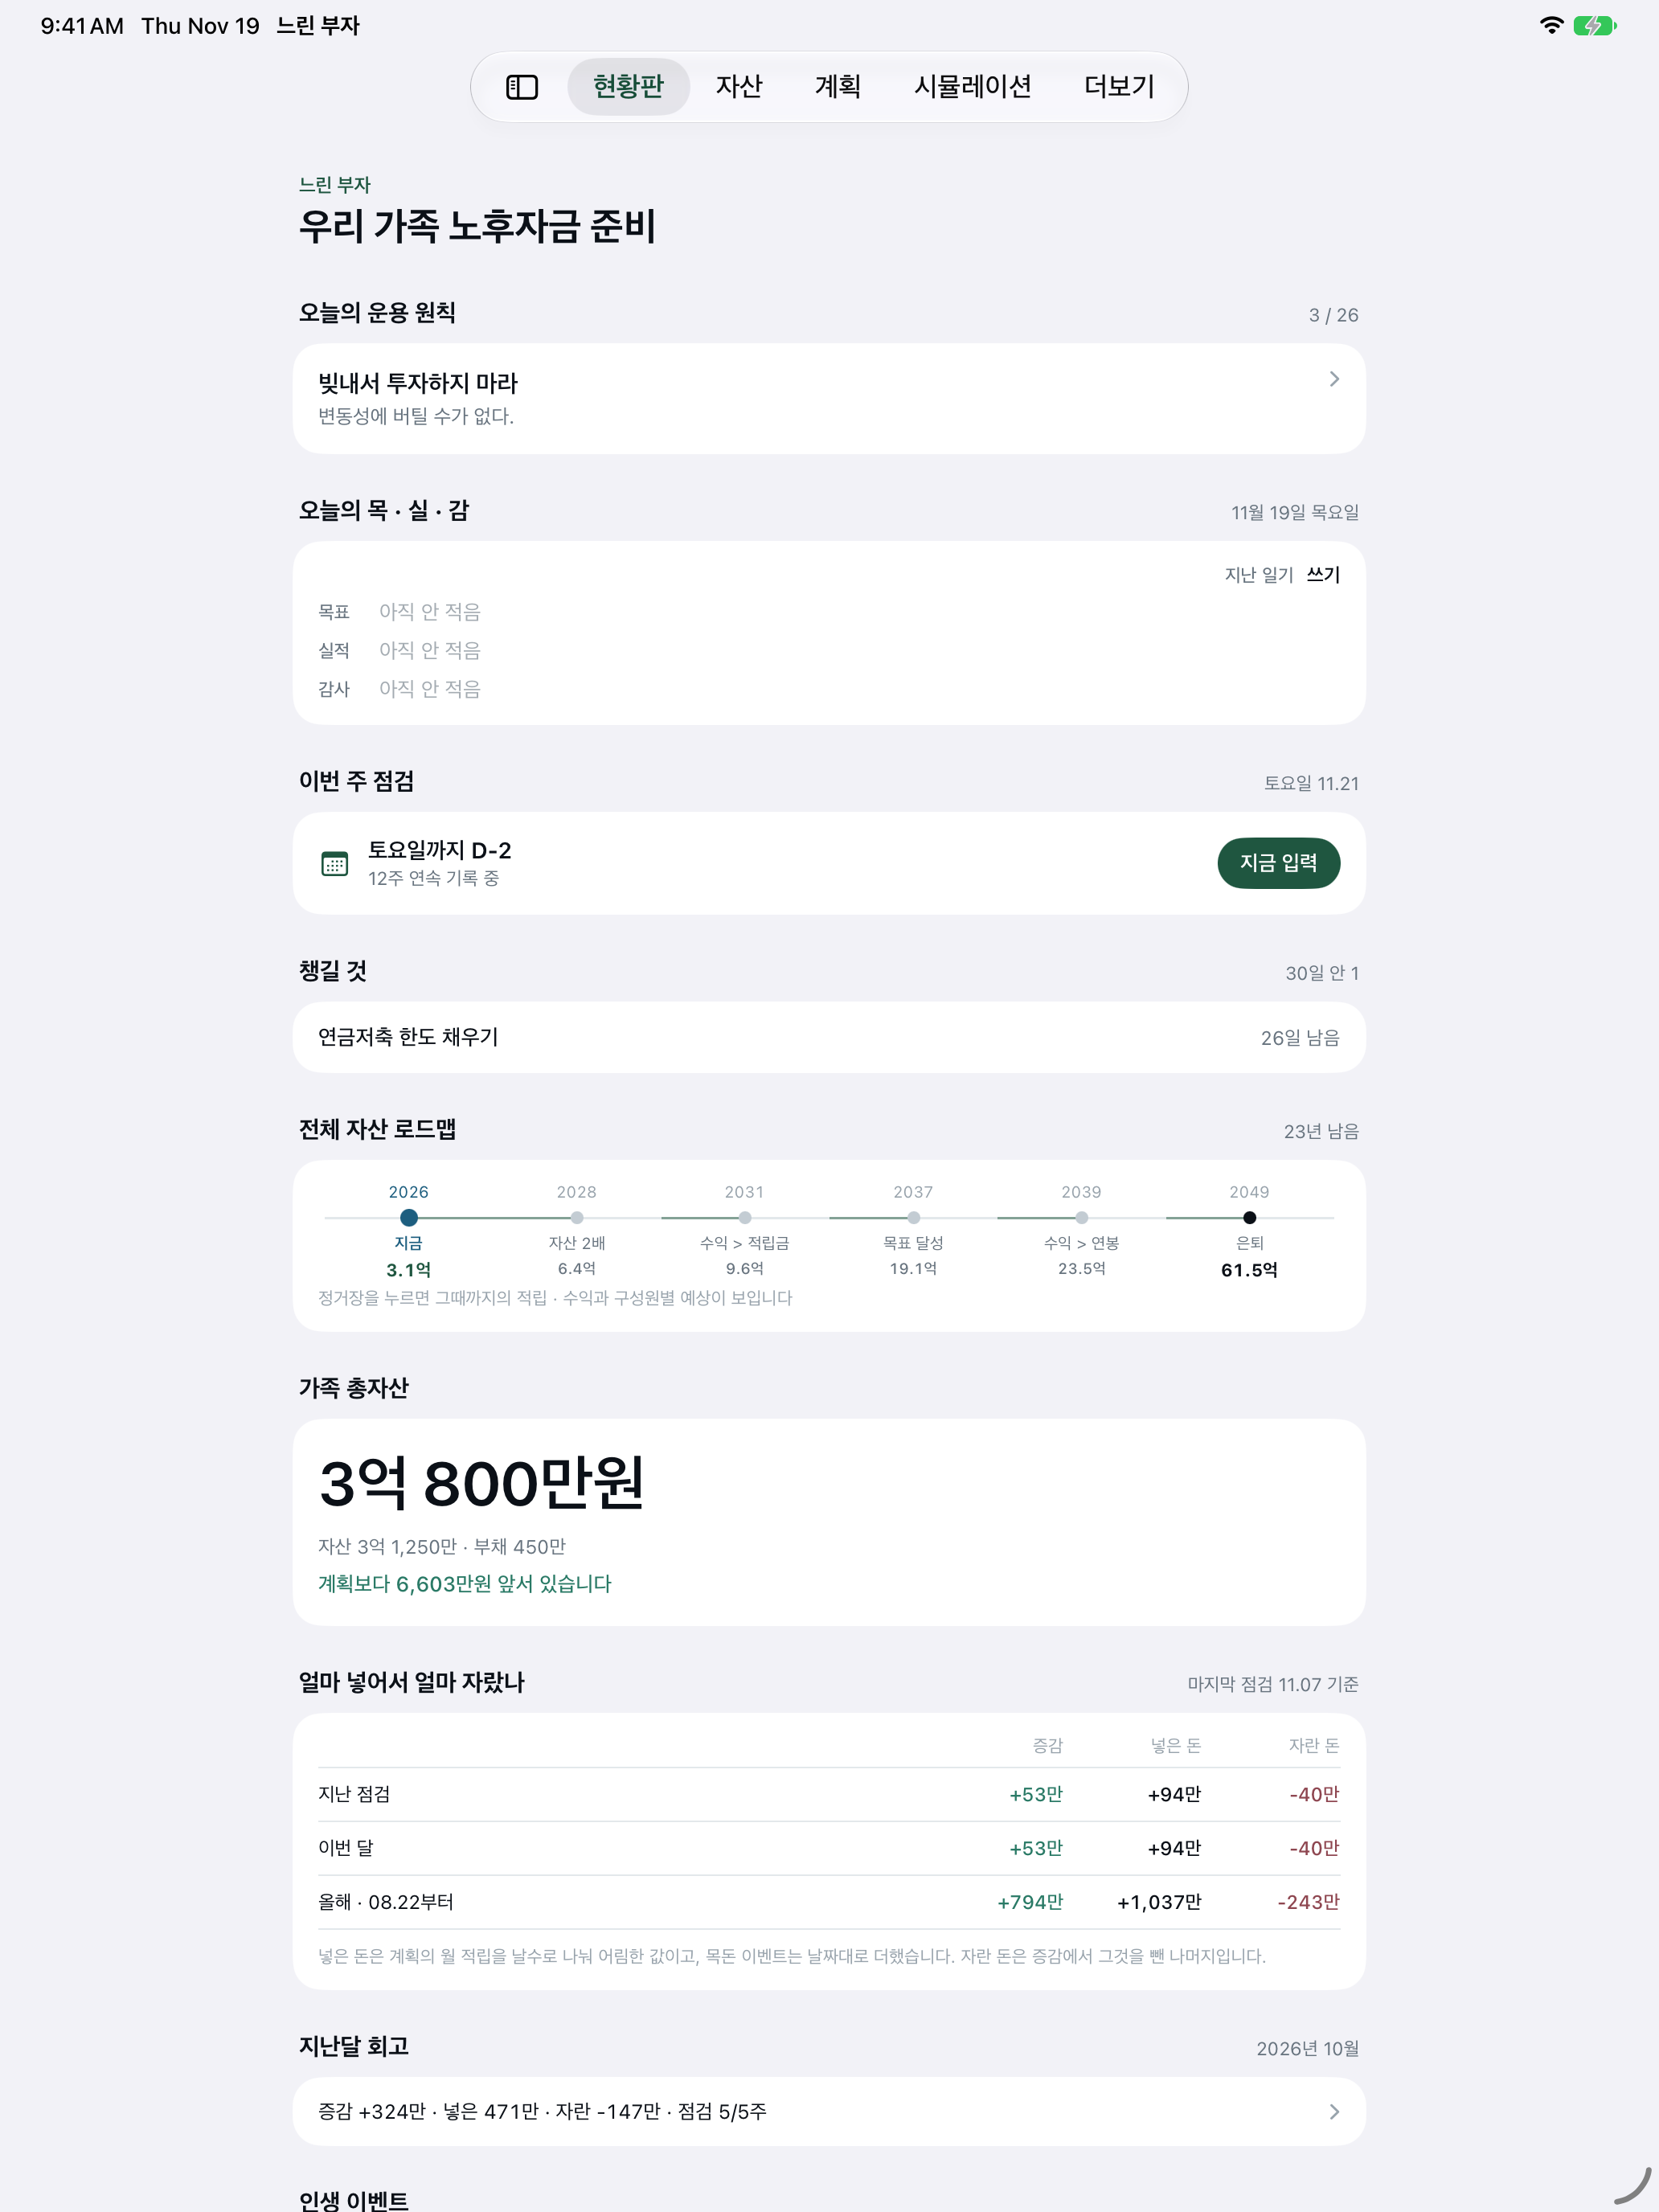 9:41 AM Thu Nov 19 느린 부자
현황판 자산 계획 시뮬레이션 더보기
느린 부자
우리 가족 노후자금 준비
오늘의 운용 원칙 3 / 26
빚내서 투자하지 마라
변동성에 버틸 수가 없다.
오늘의 목 · 실 · 감 11월 19일 목요일
지난 일기 쓰기
목표 아직 안 적음
실적 아직 안 적음
감사 아직 안 적음
이번 주 점검 토요일 11.21
토요일까지 D-2
12주 연속 기록 중
지금 입력
챙길 것 30일 안 1
연금저축 한도 채우기 26일 남음
전체 자산 로드맵 23년 남음
2026 2028 2031 2037 2039 2049
지금 자산 2배 수익 > 적립금 목표 달성 수익 > 연봉 은퇴
3.1억 6.4억 9.6억 19.1억 23.5억 61.5억
정거장을 누르면 그때까지의 적립 · 수익과 구성원별 예상이 보입니다
가족 총자산
3억 800만원
자산 3억 1,250만 · 부채 450만
계획보다 6,603만원 앞서 있습니다
얼마 넣어서 얼마 자랐나 마지막 점검 11.07 기준
증감 넣은 돈 자란 돈
지난 점검 +53만 +94만 -40만
이번 달 +53만 +94만 -40만
올해 · 08.22부터 +794만 +1,037만 -243만
넣은 돈은 계획의 월 적립을 날수로 나눠 어림한 값이고, 목돈 이벤트는 날짜대로 더했습니다. 자란 돈은 증감에서 그것을 뺀 나머지입니다.
지난달 회고 2026년 10월
증감 +324만 · 넣은 471만 · 자란 -147만 · 점검 5/5주
인생 이벤트